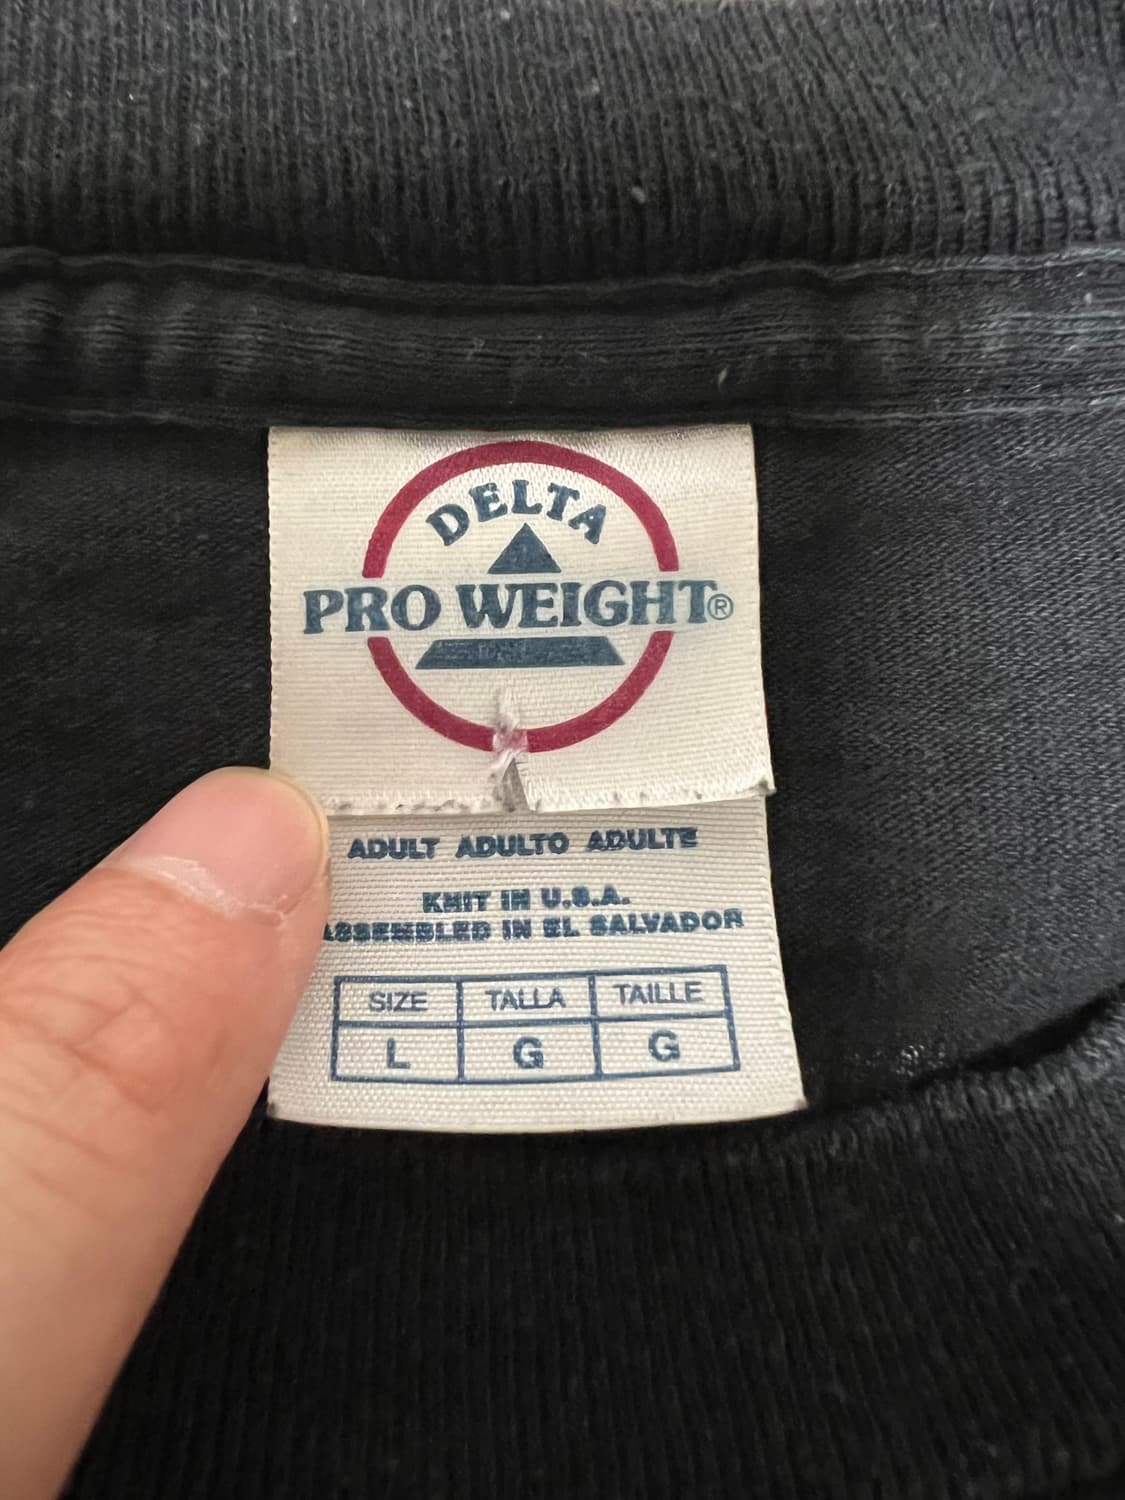 DELTA
PRO WEIGHT®
ADULT ADULTO ADULTE
KNIT IN U.S.A.
ASSEMBLED IN EL SALVADOR
SIZE TALLA TAILLE
L G G